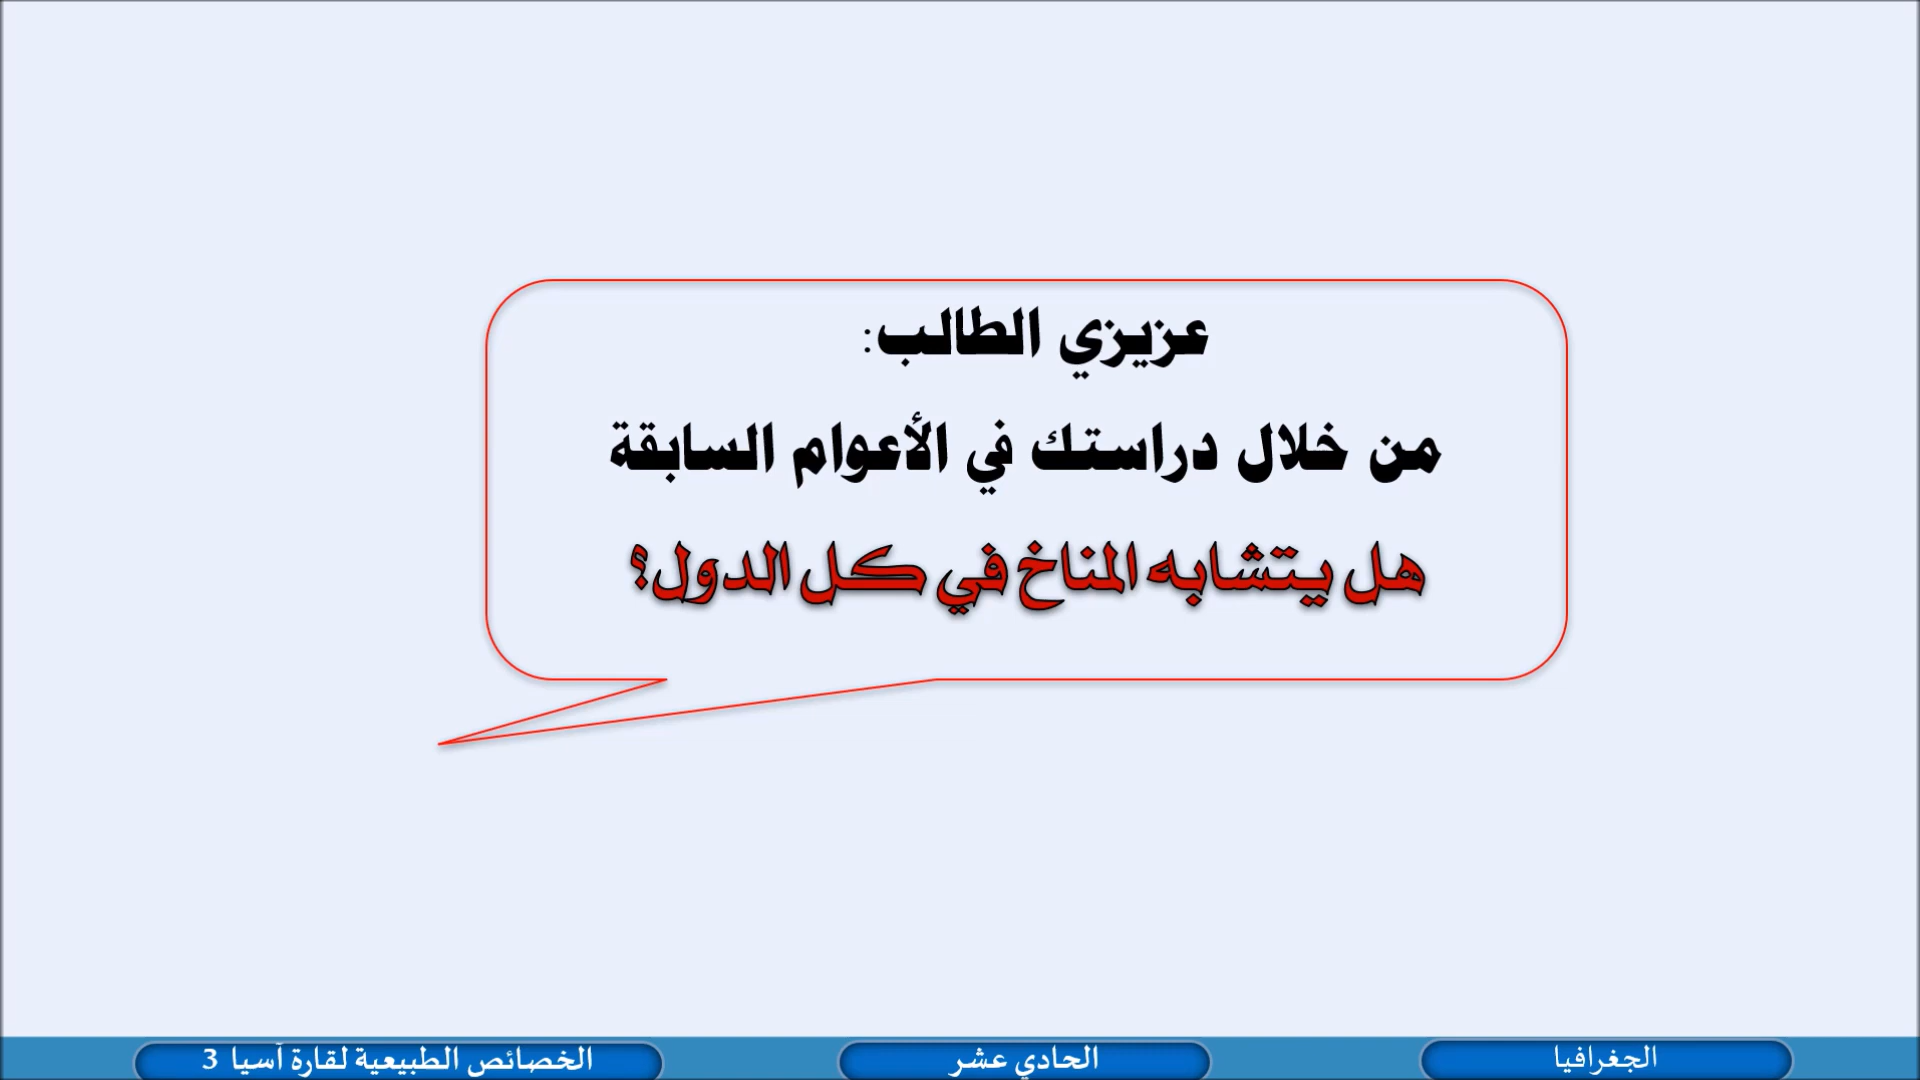 عزيزي الطالب:
من خلال دراستك في الأعوام السابقة
هل يتشابه المناخ في كل الدول؟
الجغرافيا
الحادي عشر
الخصائص الطبيعية لقارة آسيا 3